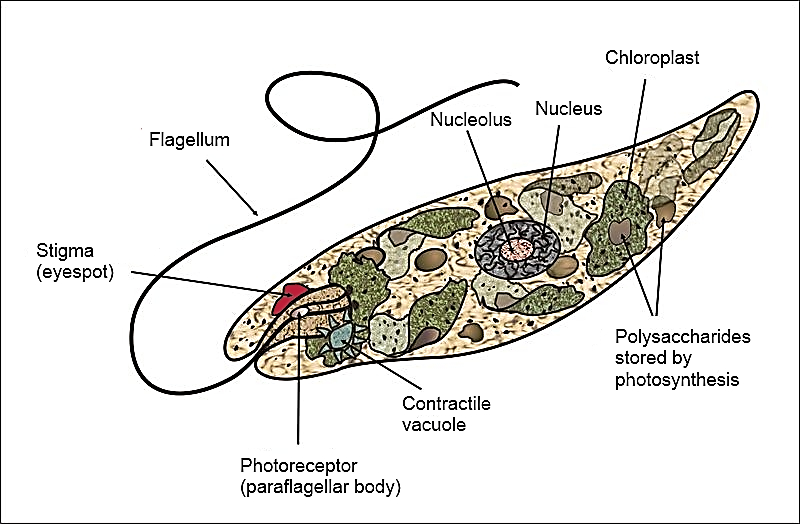 Chloroplast
Nucleolus
Nucleus
Flagellum
Stigma
(eyespot)
Polysaccharides
stored by
photosynthesis
Contractile
vacuole
Photoreceptor
(paraflagellar body)